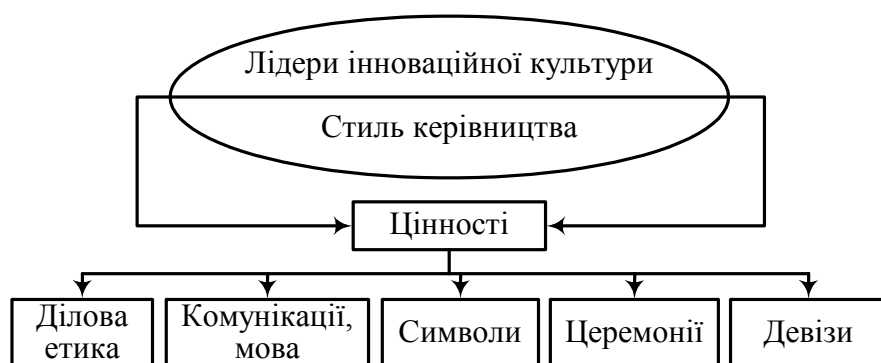 Лідери інноваційної культури
Стиль керівництва
Цінності
Ділова
етика
Комунікації,
мова
Символи
Церемонії
Девізи